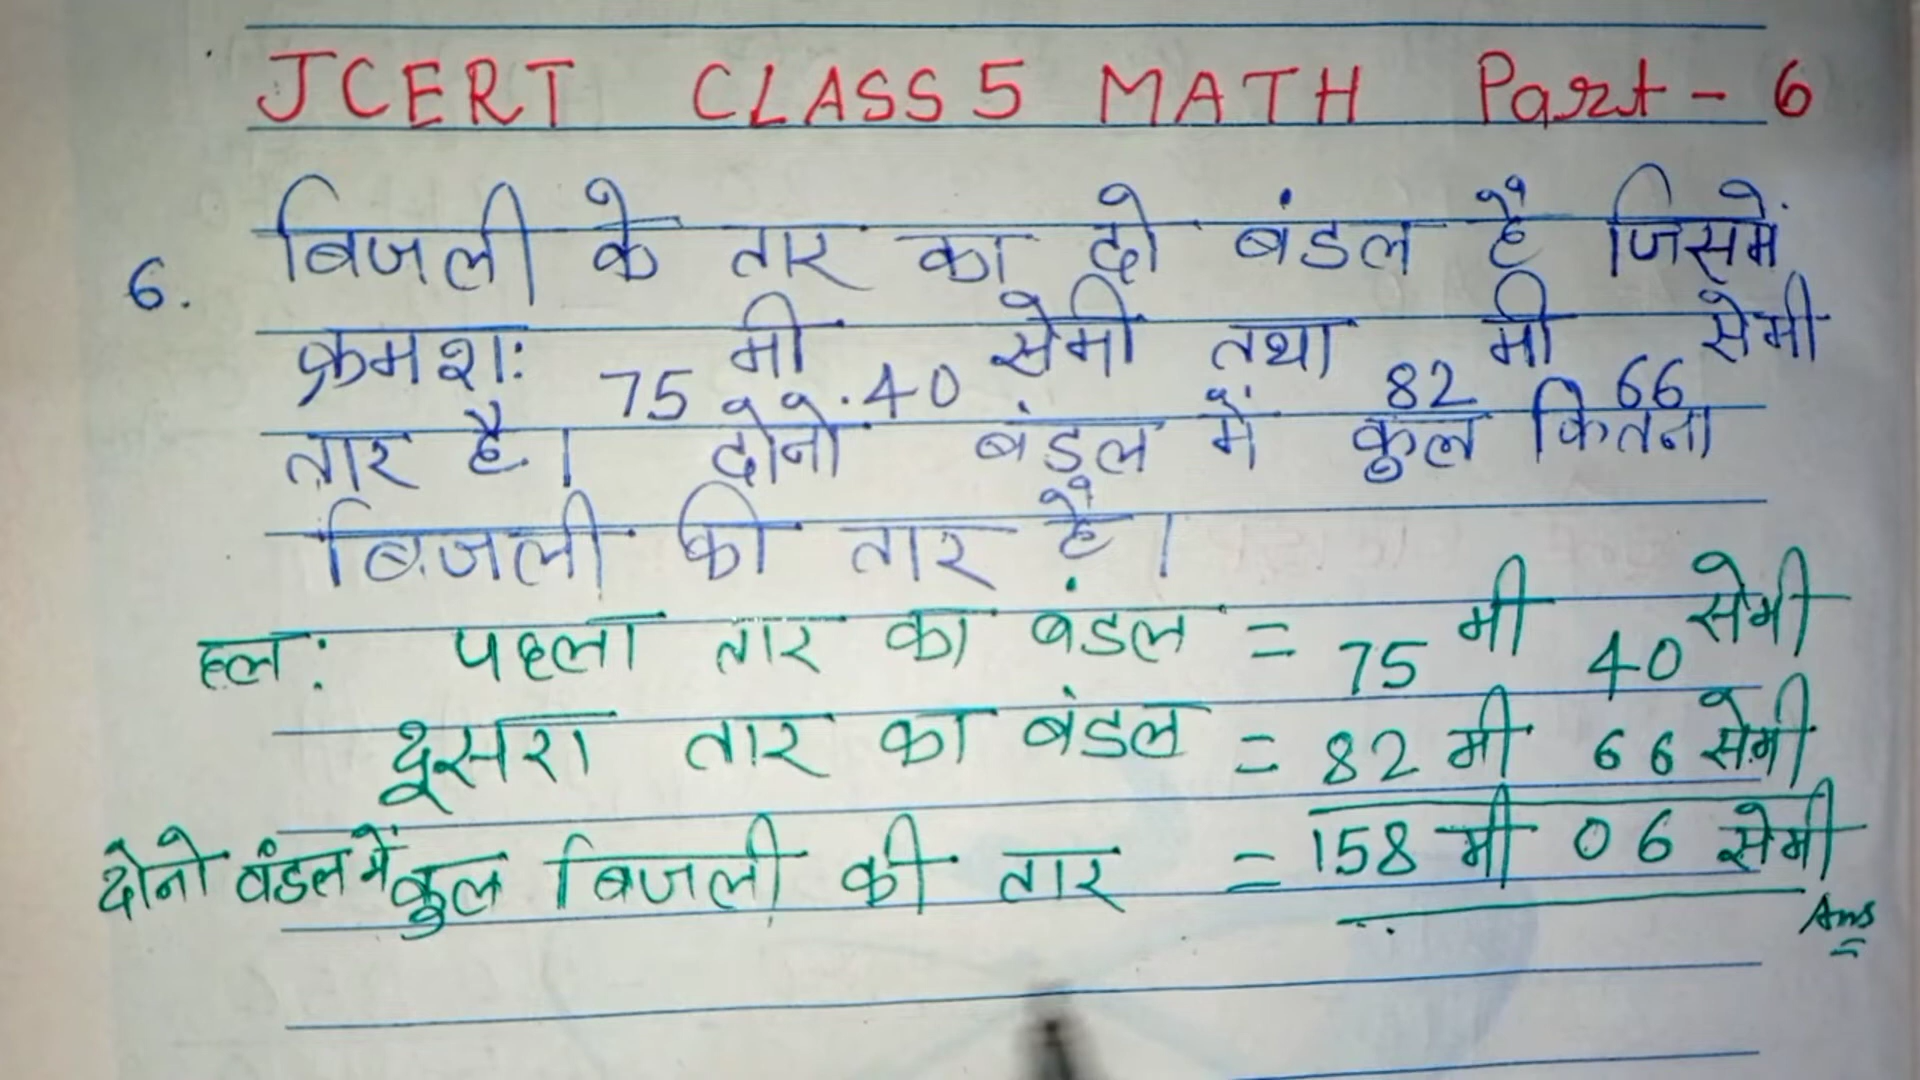 JCERT CLASS 5 MATH Part - 6
6. बिजली के तार का दो बंडल है जिसमें
क्रमशः 75 मी. 40 सेमी तथा 82 मी 66 सेमी
तार है। दोनो बंडल में कुल कितना
बिजली की तार है।
हल: पहला तार का बंडल = 75 मी 40 सेमी
दूसरा तार का बंडल = 82 मी 66 सेमी
दोनो बंडल में कुल बिजली की तार = 158 मी 06 सेमी
Ans